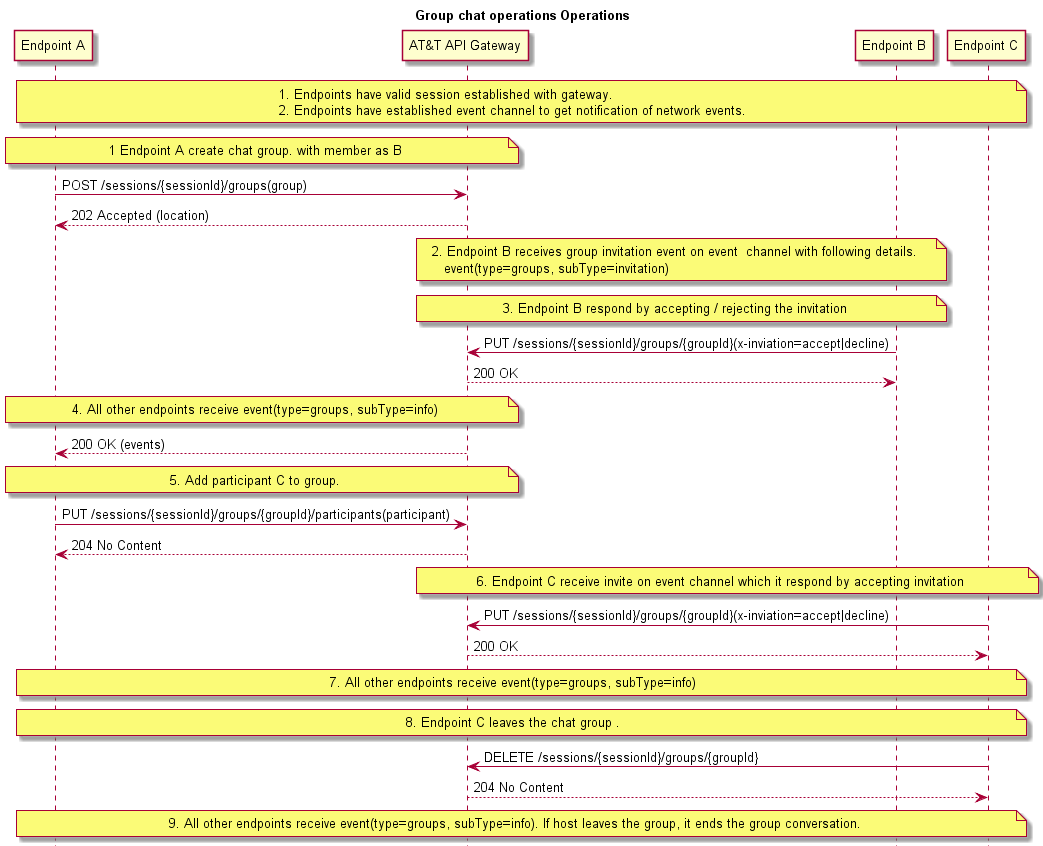 Group chat operations Operations
Endpoint A
AT&T API Gateway
Endpoint B
Endpoint C
1. Endpoints have valid session established with gateway.
2. Endpoints have established event channel to get notification of network events.
1 Endpoint A create chat group. with member as B
POST /sessions/{sessionId}/groups(group)
202 Accepted (location)
2. Endpoint B receives group invitation event on event channel with following details.
event(type=groups, subType=invitation)
3. Endpoint B respond by accepting / rejecting the invitation
PUT /sessions/{sessionId}/groups/{groupId}(x-inviation=accept|decline)
200 OK
4. All other endpoints receive event(type=groups, subType=info)
200 OK (events)
5. Add participant C to group.
PUT /sessions/{sessionId}/groups/{groupId}/participants(participant)
204 No Content
6. Endpoint C receive invite on event channel which it respond by accepting invitation
PUT /sessions/{sessionId}/groups/{groupId}(x-inviation=accept|decline)
200 OK
7. All other endpoints receive event(type=groups, subType=info)
8. Endpoint C leaves the chat group .
DELETE /sessions/{sessionId}/groups/{groupId}
204 No Content
9. All other endpoints receive event(type=groups, subType=info). If host leaves the group, it ends the group conversation.